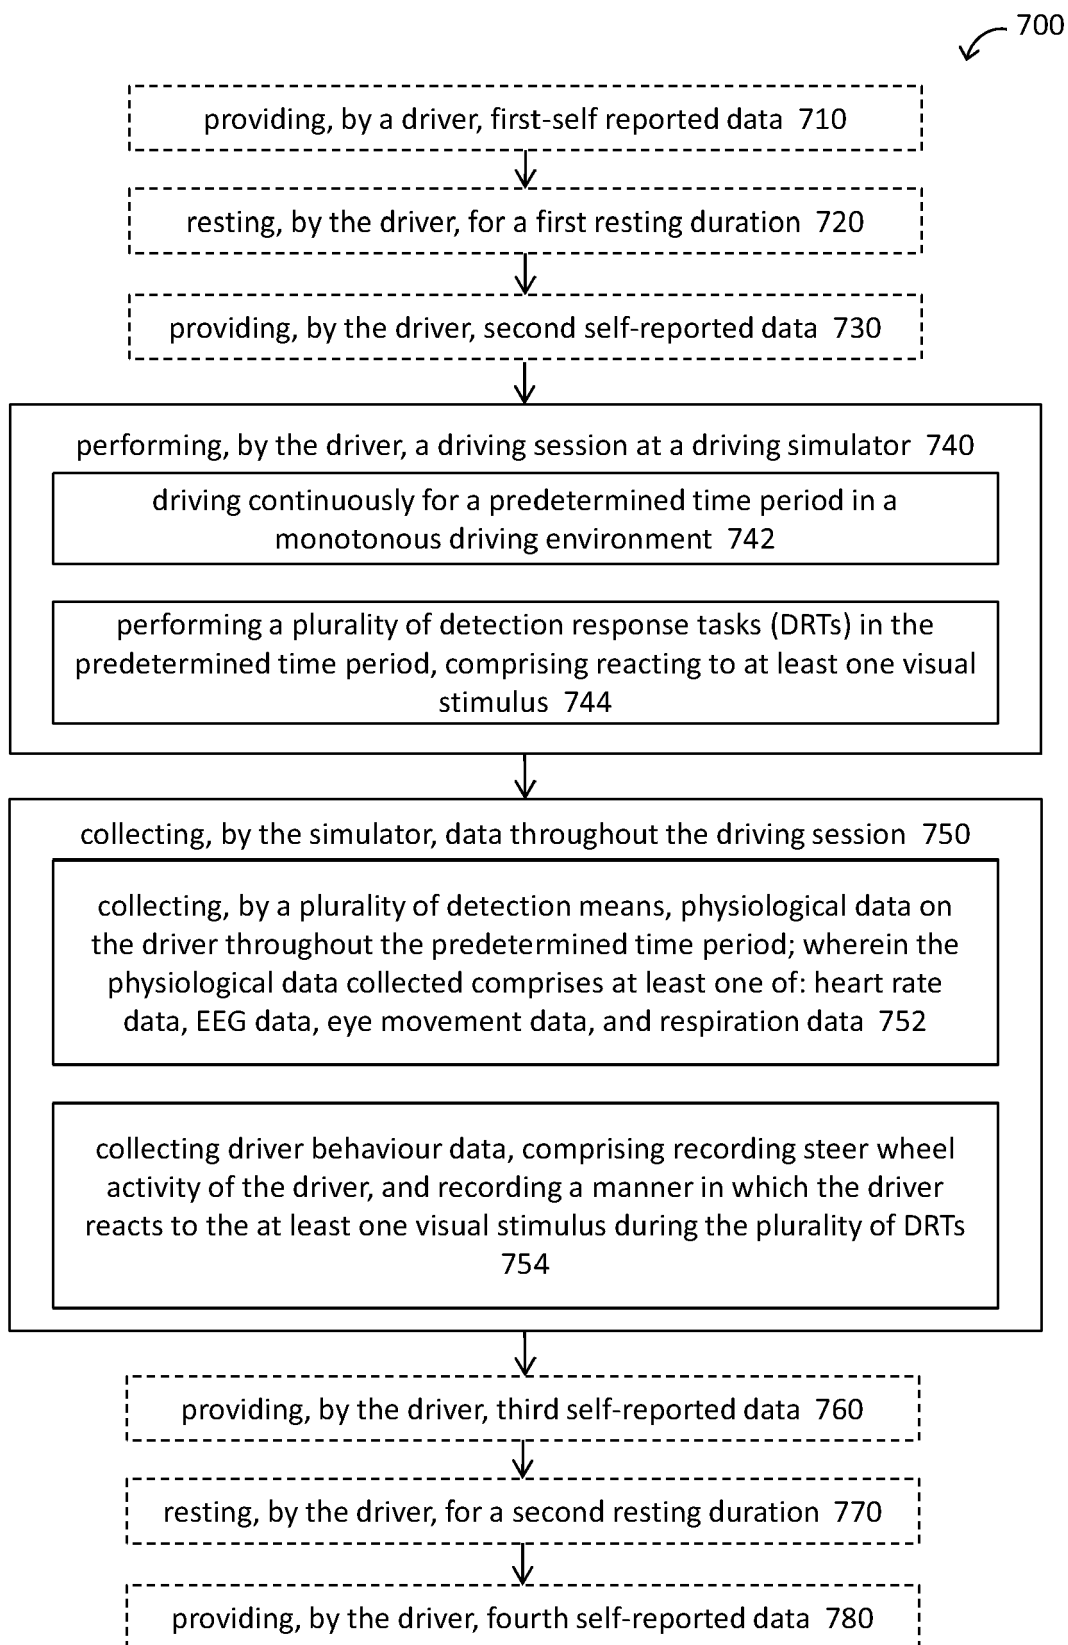 700
providing, by a driver, first-self reported data 710
resting, by the driver, for a first resting duration 720
providing, by the driver, second self-reported data 730
performing, by the driver, a driving session at a driving simulator 740
driving continuously for a predetermined time period in a
monotonous driving environment 742
performing a plurality of detection response tasks (DRTs) in the
predetermined time period, comprising reacting to at least one visual
stimulus 744
collecting, by the simulator, data throughout the driving session 750
collecting, by a plurality of detection means, physiological data on
the driver throughout the predetermined time period; wherein the
physiological data collected comprises at least one of: heart rate
data, EEG data, eye movement data, and respiration data 752
collecting driver behaviour data, comprising recording steer wheel
activity of the driver, and recording a manner in which the driver
reacts to the at least one visual stimulus during the plurality of DRTs
754
providing, by the driver, third self-reported data 760
resting, by the driver, for a second resting duration 770
providing, by the driver, fourth self-reported data 780